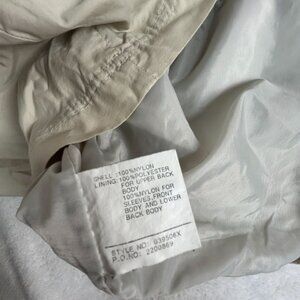 SHELL:100%NYLON
LINING:100%POLYESTER
FOR UPPER BACK
BODY
100%NYLON FOR
SLEEVES,FRONT
BODY AND LOWER
BACK BODY
STYLE NO: 039506X
P.O.NO: 2200869